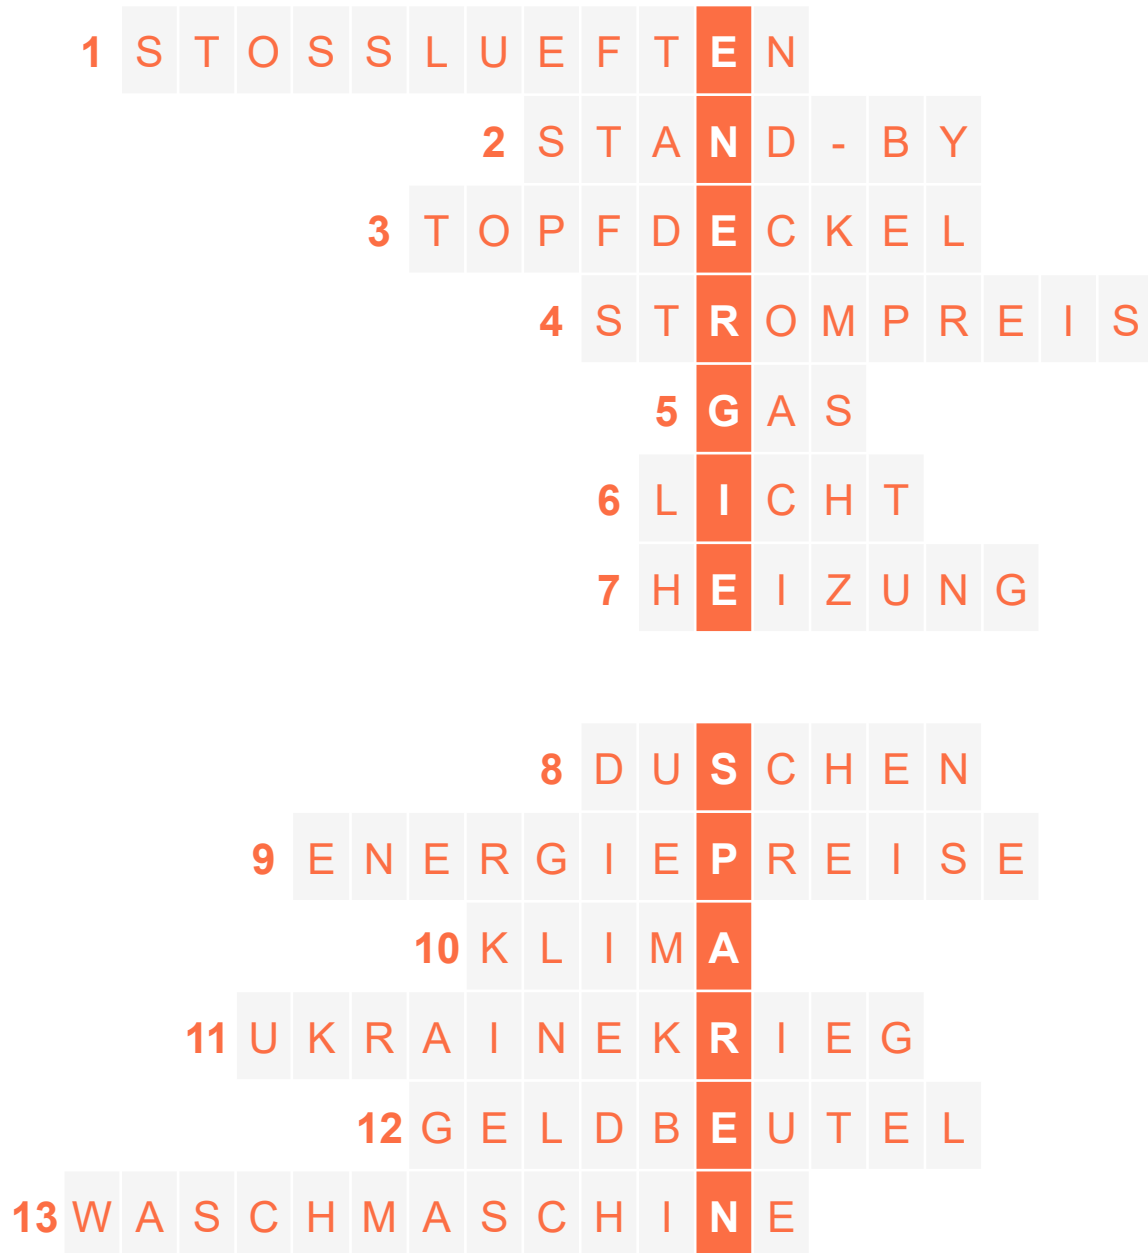 1 STOSSLUEFTEN
2 STAND-BY
3 TOPFDECKEL
4 STROMPREIS
5 GAS
6 LICHT
7 HEIZUNG
8 DUSCHEN
9 ENERGIEPREISE
10 KLIMA
11 UKRAINEKRIEG
12 GELDBEUTEL
13 WASCHMASCHINE